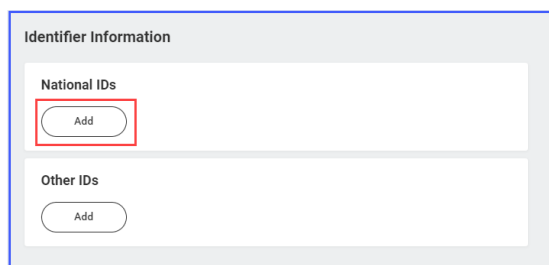 Identifier Information
National IDs
Add
Other IDs
Add